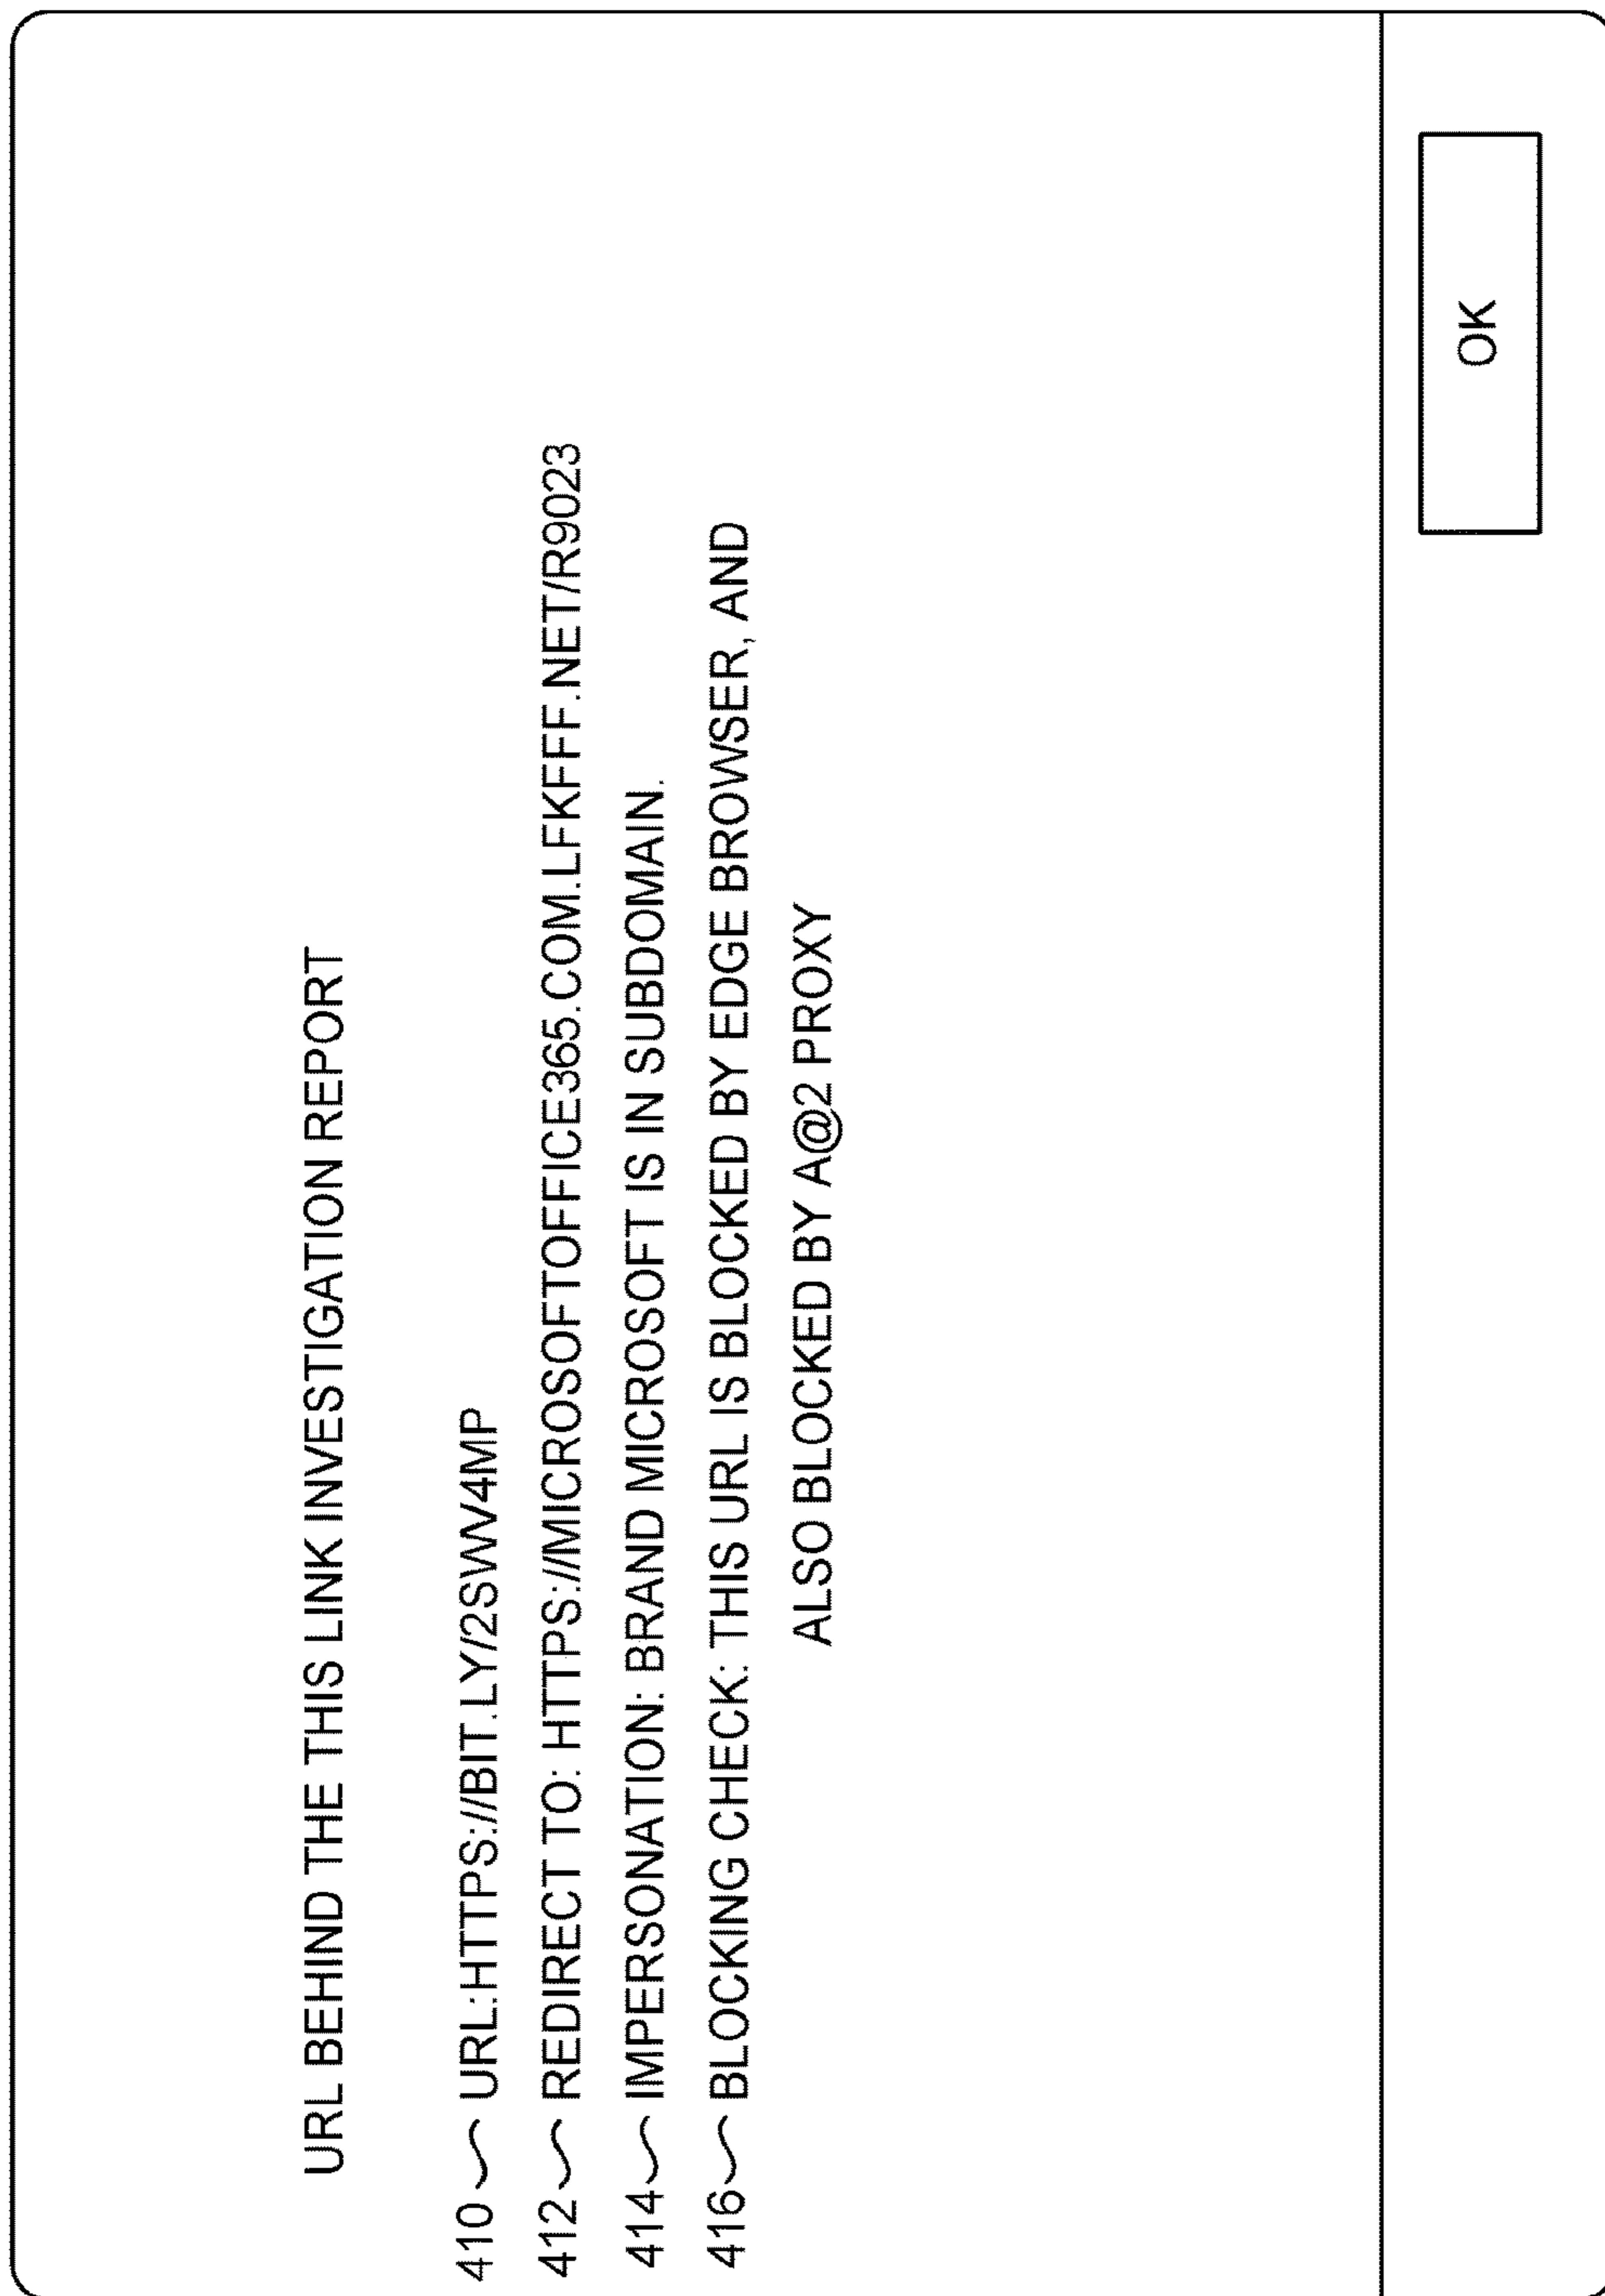 URL BEHIND THE THIS LINK INVESTIGATION REPORT
410 URL:HTTPS://BIT.LY/2SWV4MP
412 REDIRECT TO: HTTPS://MICROSOFTOFFICE365.COM.LFKFFF.NET/R9023
414 IMPERSONATION: BRAND MICROSOFT IS IN SUBDOMAIN.
416 BLOCKING CHECK: THIS URL IS BLOCKED BY EDGE BROWSER, AND
ALSO BLOCKED BY A@2 PROXY
OK